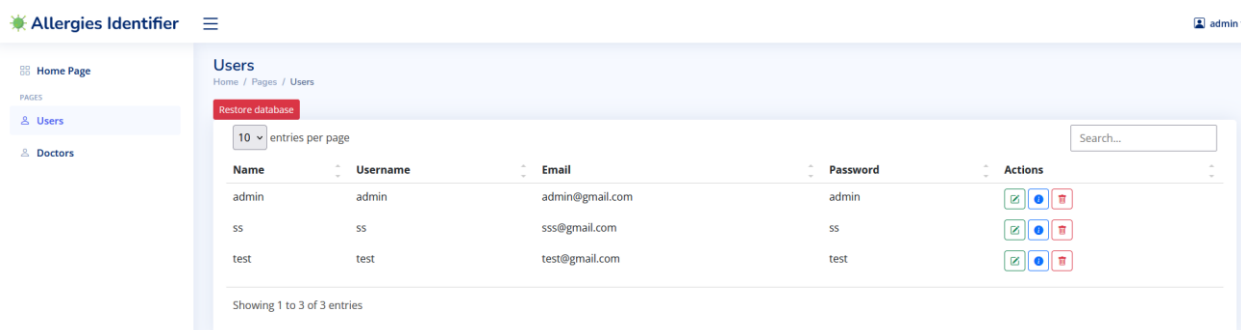 Allergies Identifier
admin
Home Page
PAGES
Users
Doctors
Users
Home / Pages / Users
Restore database
10 entries per page
Search...
Name Username Email Password Actions
admin admin admin@gmail.com admin
ss ss sss@gmail.com ss
test test test@gmail.com test
Showing 1 to 3 of 3 entries